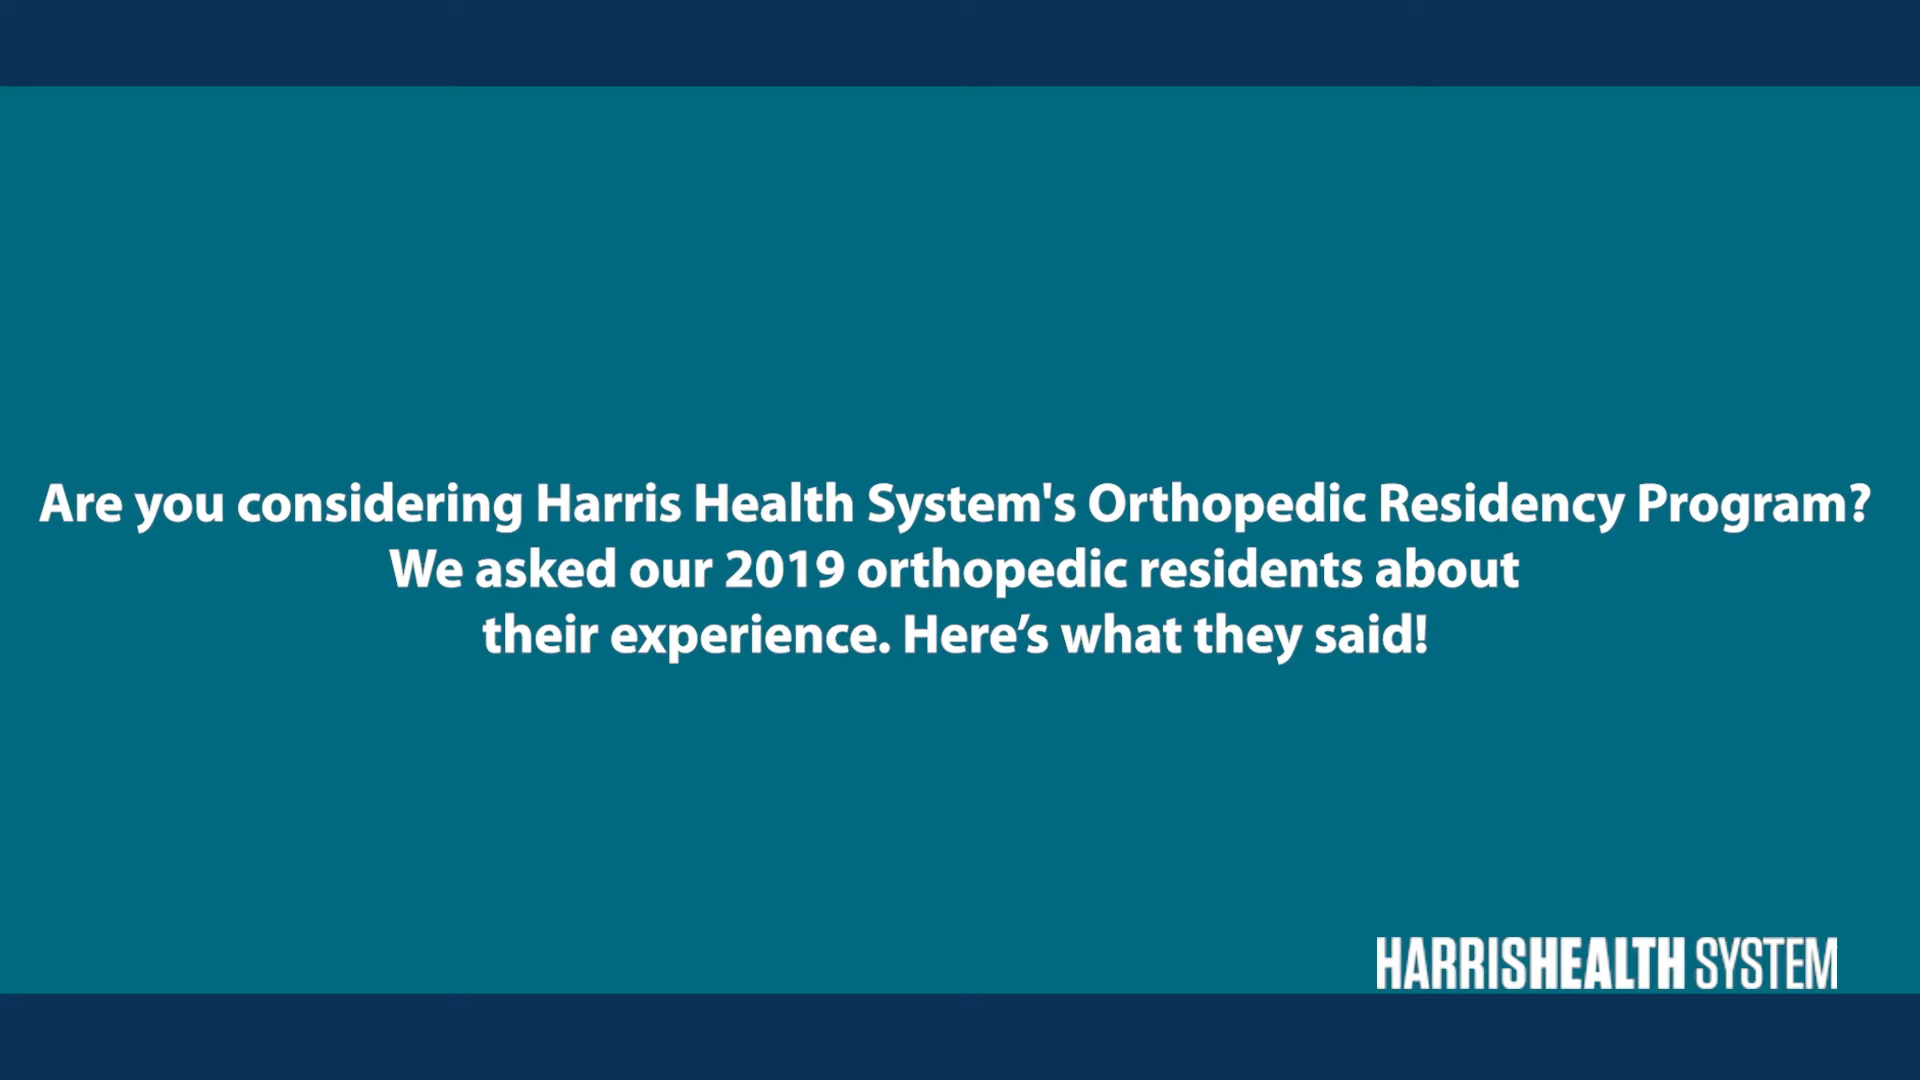 Are you considering Harris Health System's Orthopedic Residency Program?
We asked our 2019 orthopedic residents about
their experience. Here’s what they said!
HARRISHEALTH SYSTEM